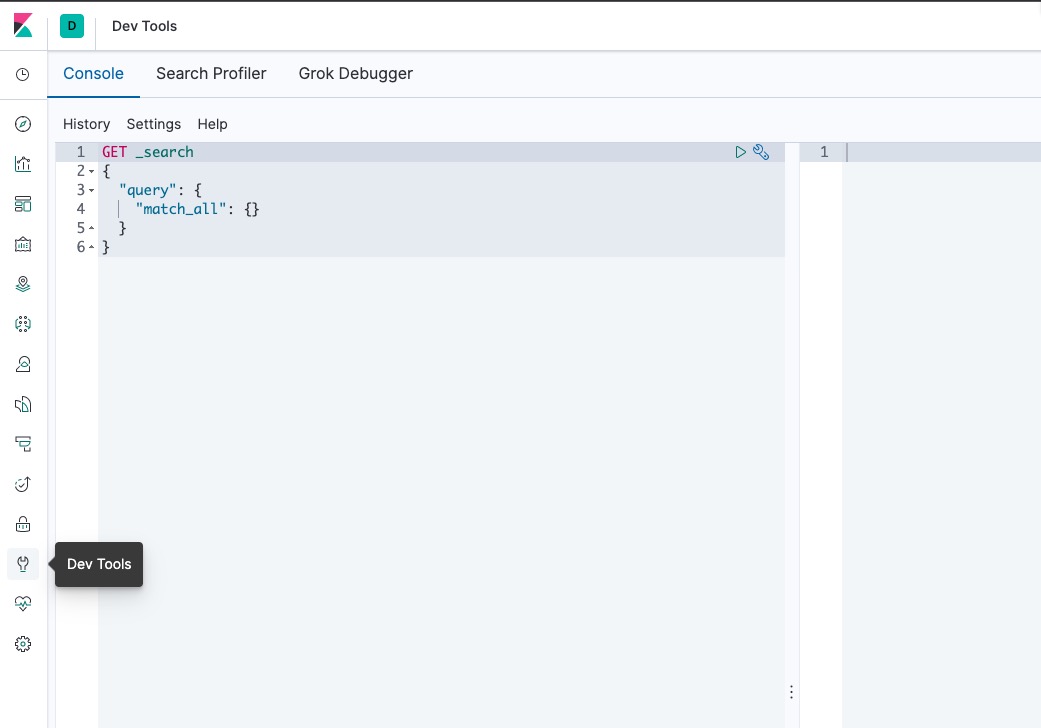 D Dev Tools
Console Search Profiler Grok Debugger
History Settings Help
1 GET _search
2 {
3 "query": {
4 "match_all": {}
5 }
6 }
1
Dev Tools